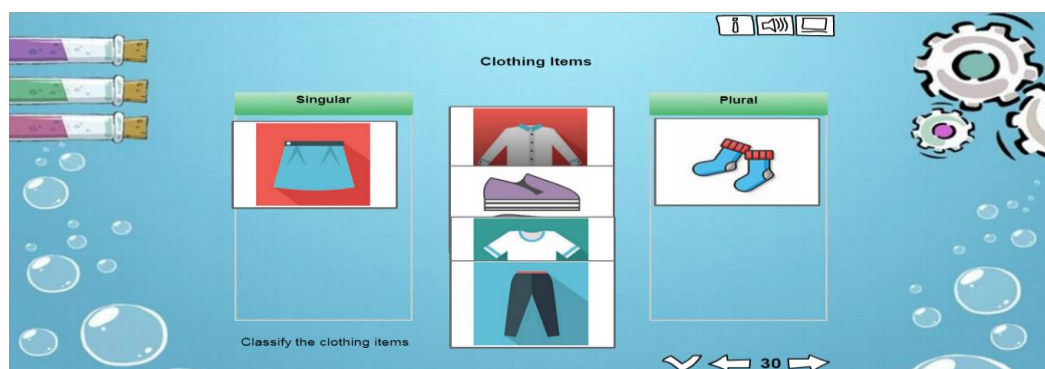 Clothing Items
Singular
Plural
Classify the clothing items
30